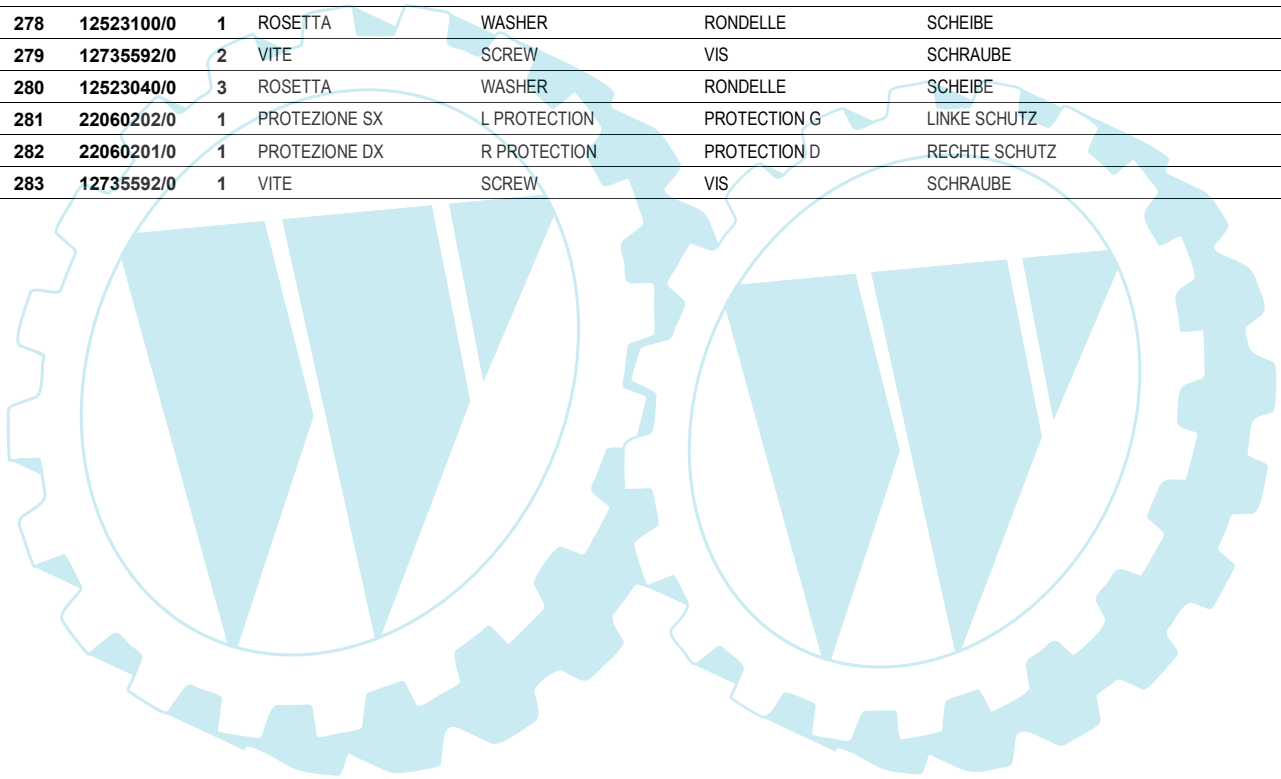 278 12523100/0 1 ROSETTA WASHER RONDELLE SCHEIBE
279 12735592/0 2 VITE SCREW VIS SCHRAUBE
280 12523040/0 3 ROSETTA WASHER RONDELLE SCHEIBE
281 22060202/0 1 PROTEZIONE SX L PROTECTION PROTECTION G LINKE SCHUTZ
282 22060201/0 1 PROTEZIONE DX R PROTECTION PROTECTION D RECHTE SCHUTZ
283 12735592/0 1 VITE SCREW VIS SCHRAUBE